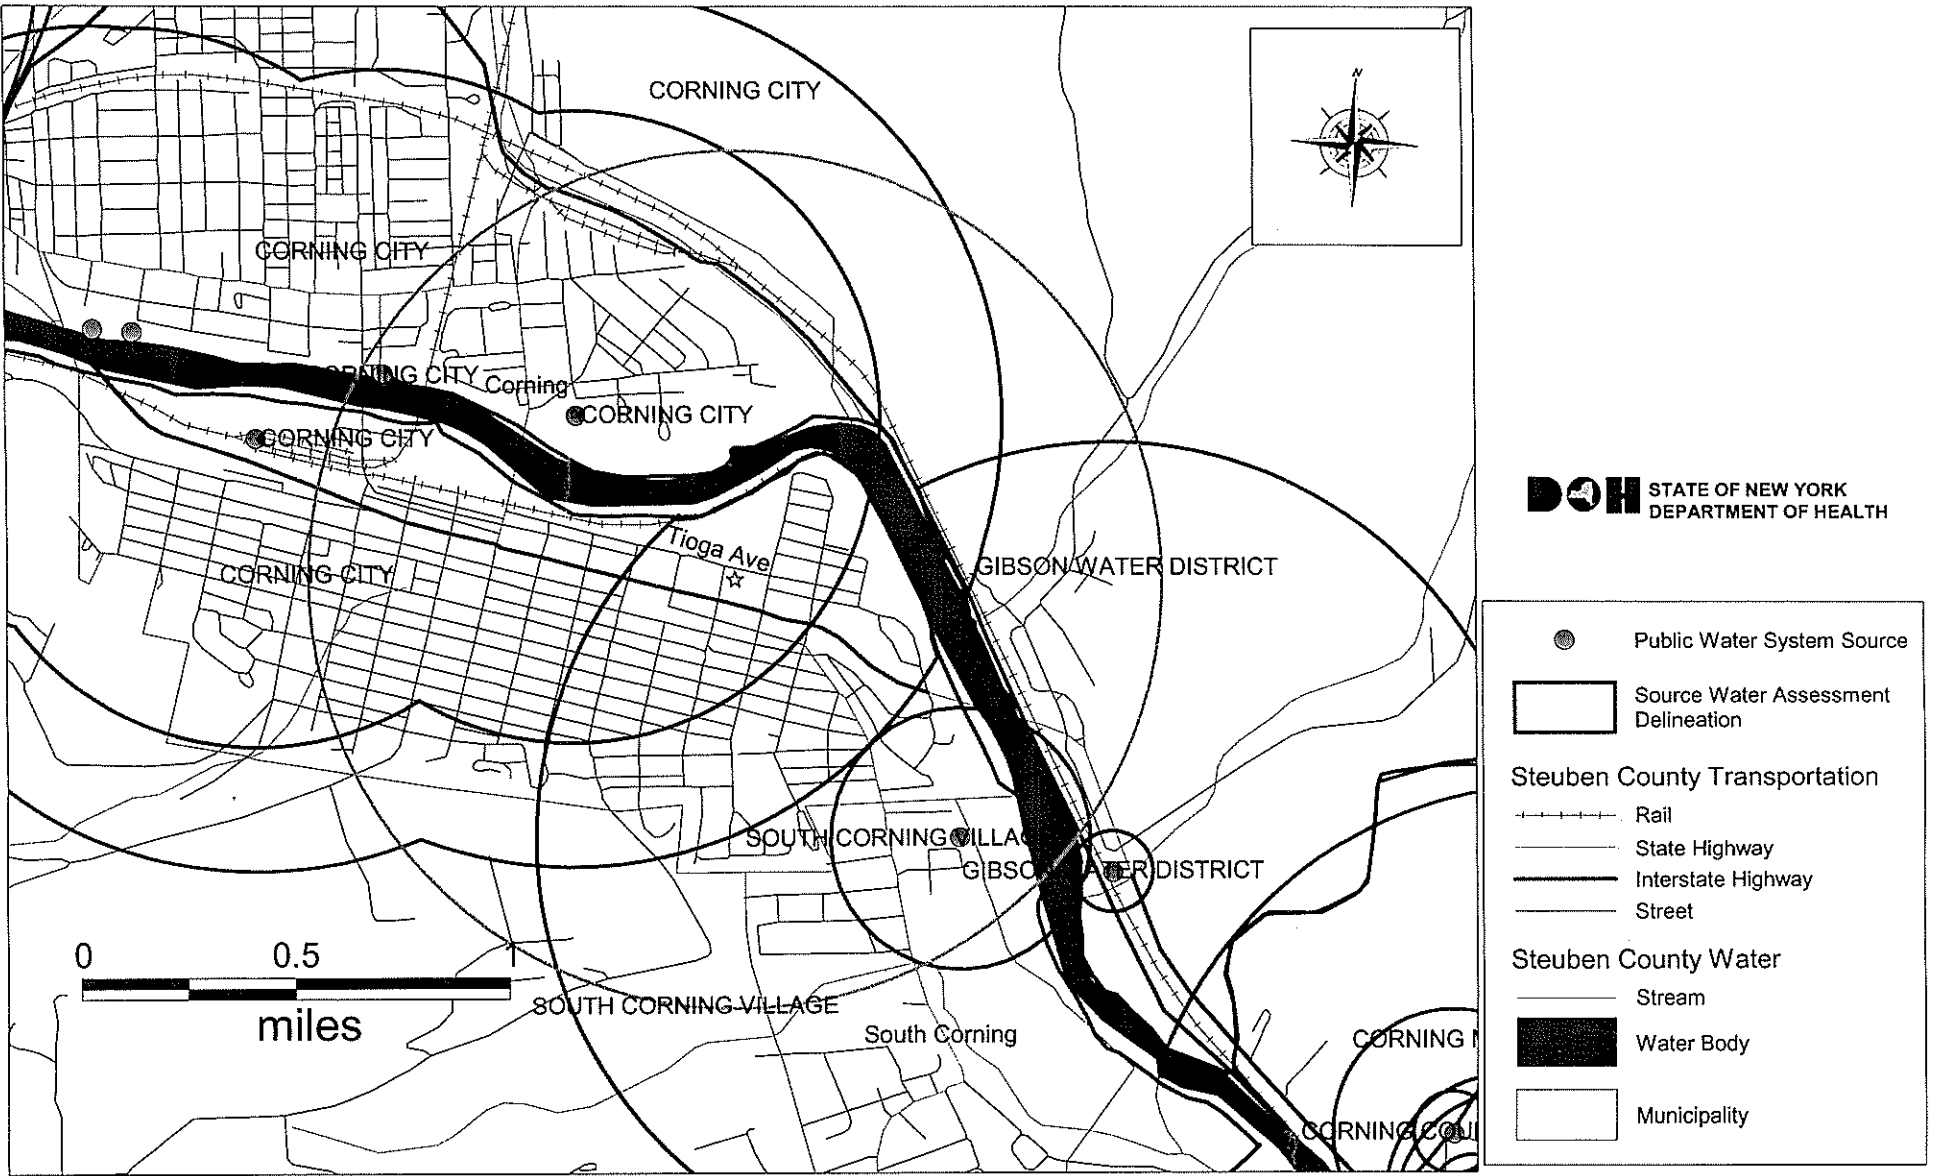 CORNING CITY
N
CORNING CITY
CORNING CITY
Corning
CORNING CITY
CORNING CITY
Tioga Ave
CORNING CITY
GIBSON WATER DISTRICT
SOUTH CORNING
DISTRICT
0 0.5 1
miles
SOUTH CORNING VILLAGE
South Corning
CORNING
CORNING
DOH STATE OF NEW YORK
DEPARTMENT OF HEALTH
Public Water System Source
Source Water Assessment
Delineation
Steuben County Transportation
Rail
State Highway
Interstate Highway
Street
Steuben County Water
Stream
Water Body
Municipality